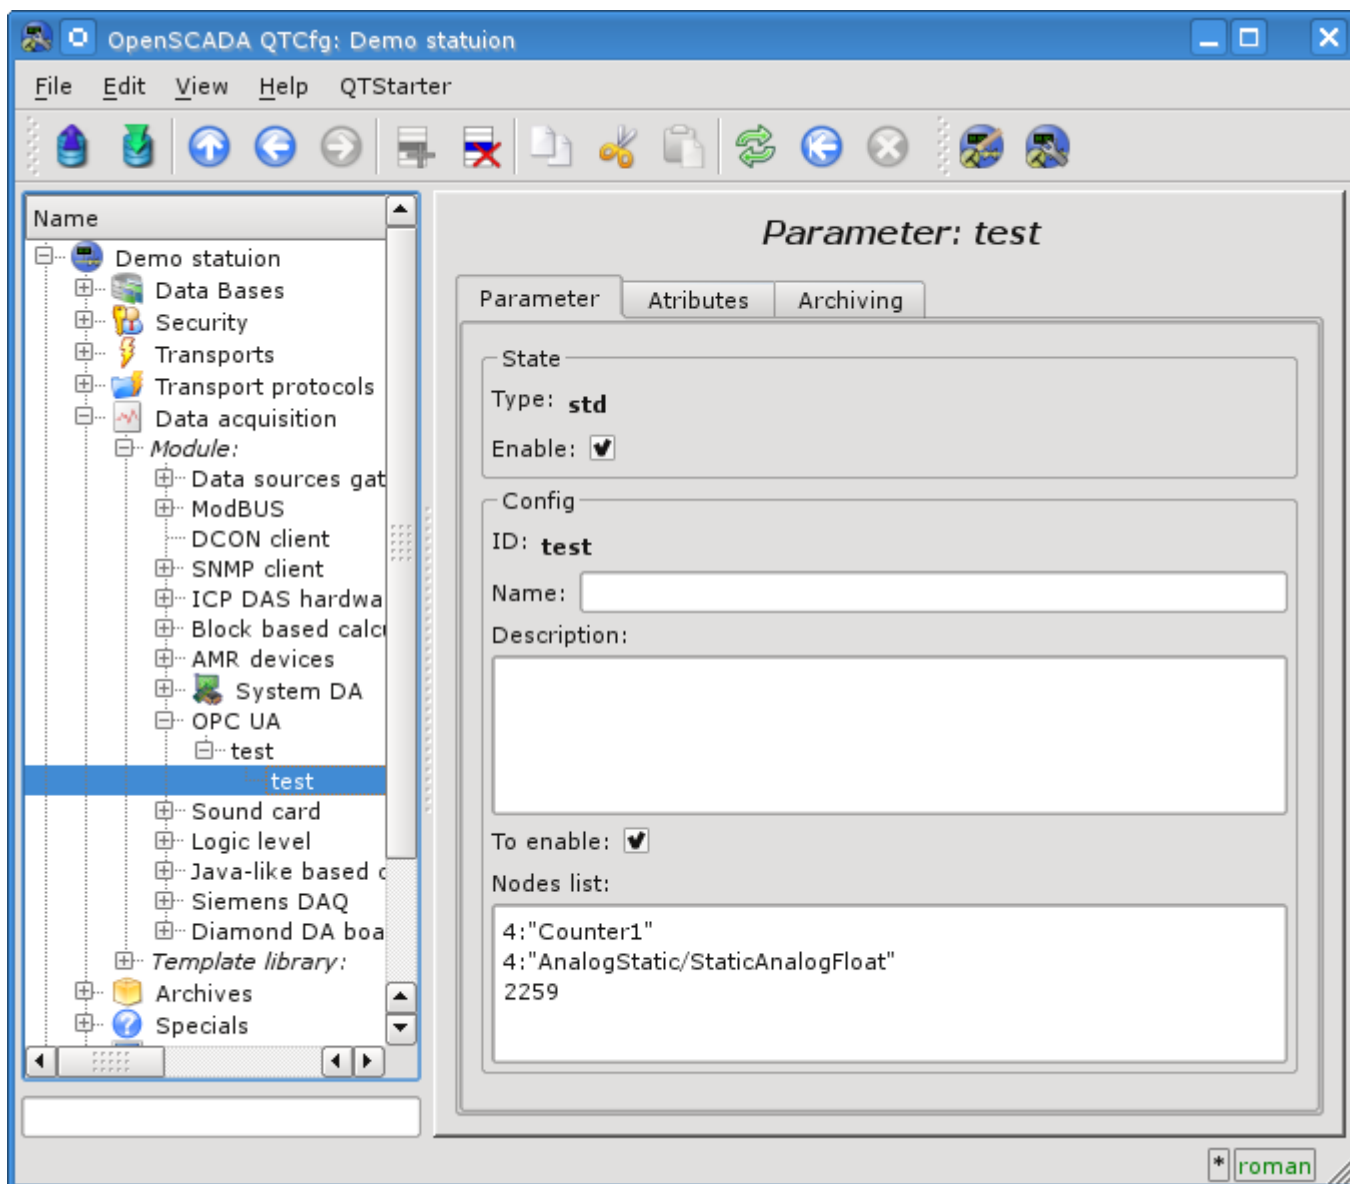 OpenSCADA QTCfg: Demo statuion
File Edit View Help QTStarter
Name
Demo statuion
Data Bases
Security
Transports
Transport protocols
Data acquisition
Module:
Data sources gat
ModBUS
DCON client
SNMP client
ICP DAS hardwa
Block based calcu
AMR devices
System DA
OPC UA
test
test
Sound card
Logic level
Java-like based c
Siemens DAQ
Diamond DA boa
Template library:
Archives
Specials
Parameter: test
Parameter Atributes Archiving
State
Type: std
Enable:
Config
ID: test
Name:
Description:
To enable:
Nodes list:
4:"Counter1"
4:"AnalogStatic/StaticAnalogFloat"
2259
* roman